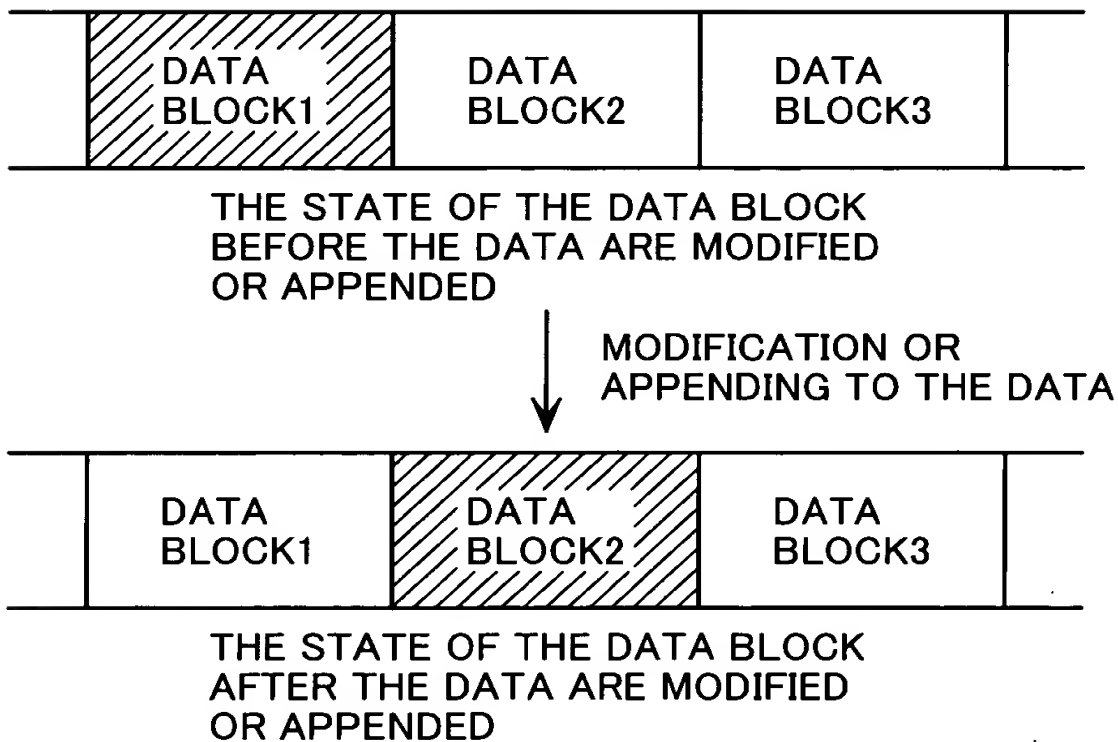 DATA BLOCK1
DATA BLOCK2
DATA BLOCK3
THE STATE OF THE DATA BLOCK
BEFORE THE DATA ARE MODIFIED
OR APPENDED
MODIFICATION OR
APPENDING TO THE DATA
DATA BLOCK1
DATA BLOCK2
DATA BLOCK3
THE STATE OF THE DATA BLOCK
AFTER THE DATA ARE MODIFIED
OR APPENDED